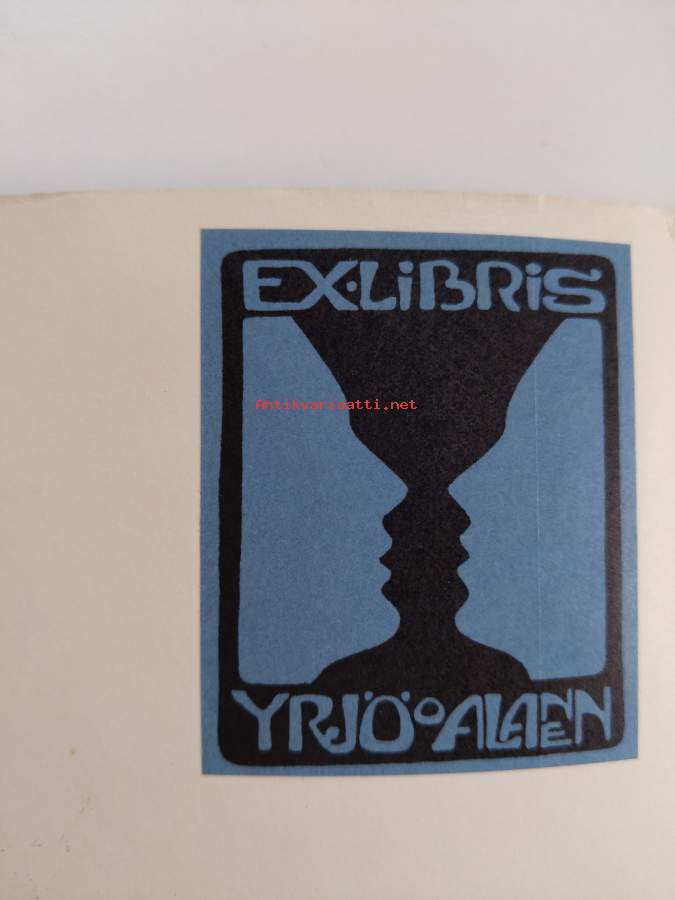 EX·LiBRiS
Antikvariaatti.net
YRJÖ O ALANEN